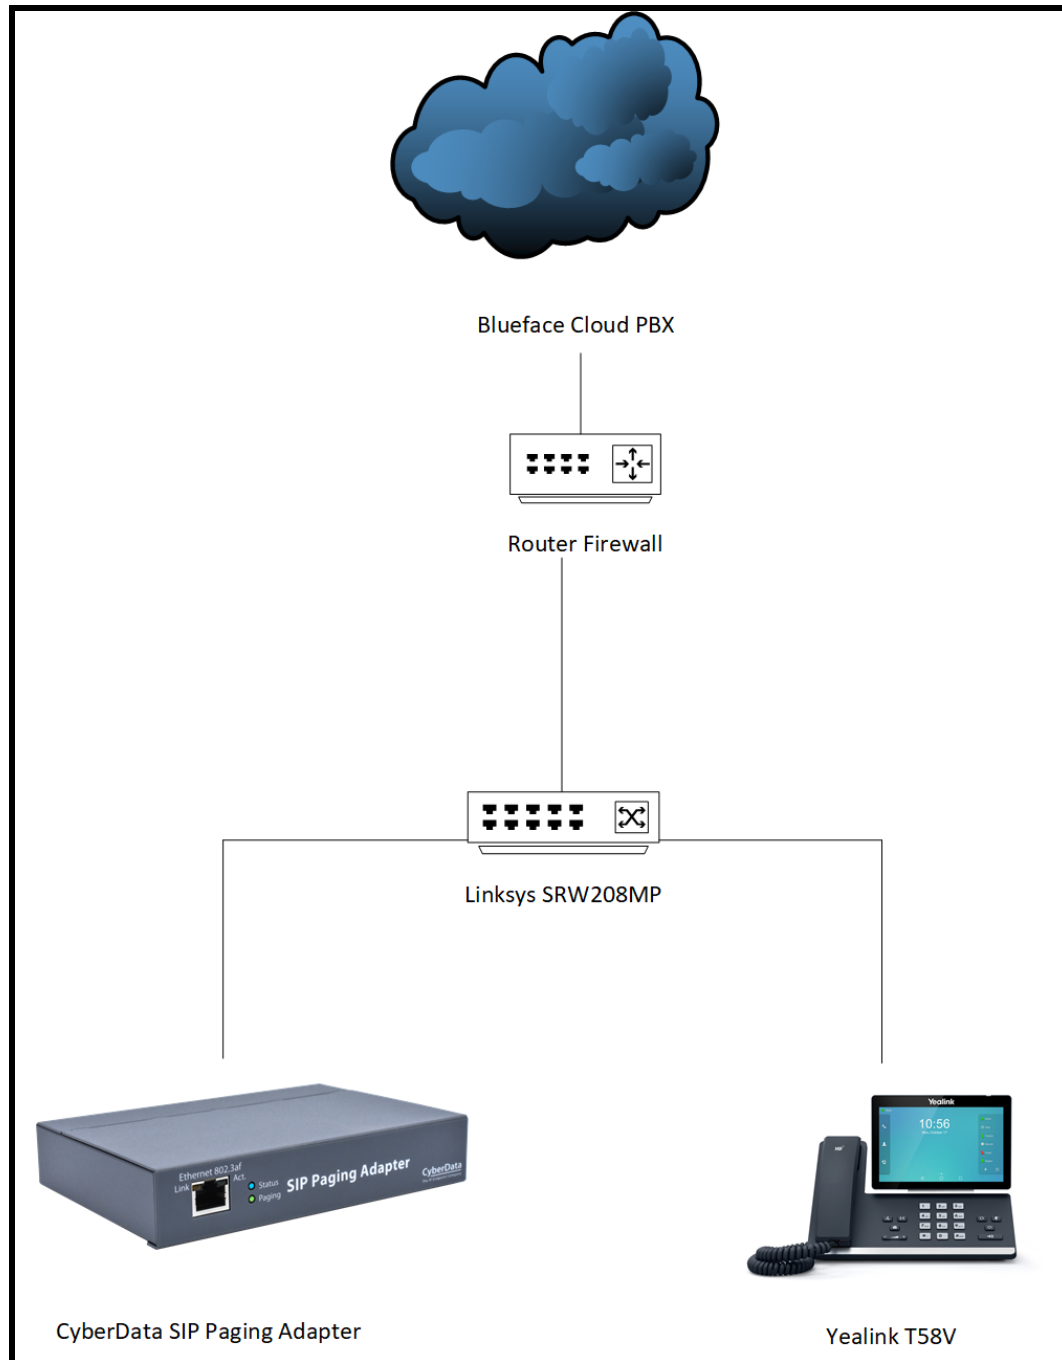 Blueface Cloud PBX
Router Firewall
Linksys SRW208MP
Ethernet 802.3af
Link
Act.
Status
Paging
SIP Paging Adapter
CyberData
Yealink
10:56
CyberData SIP Paging Adapter
Yealink T58V